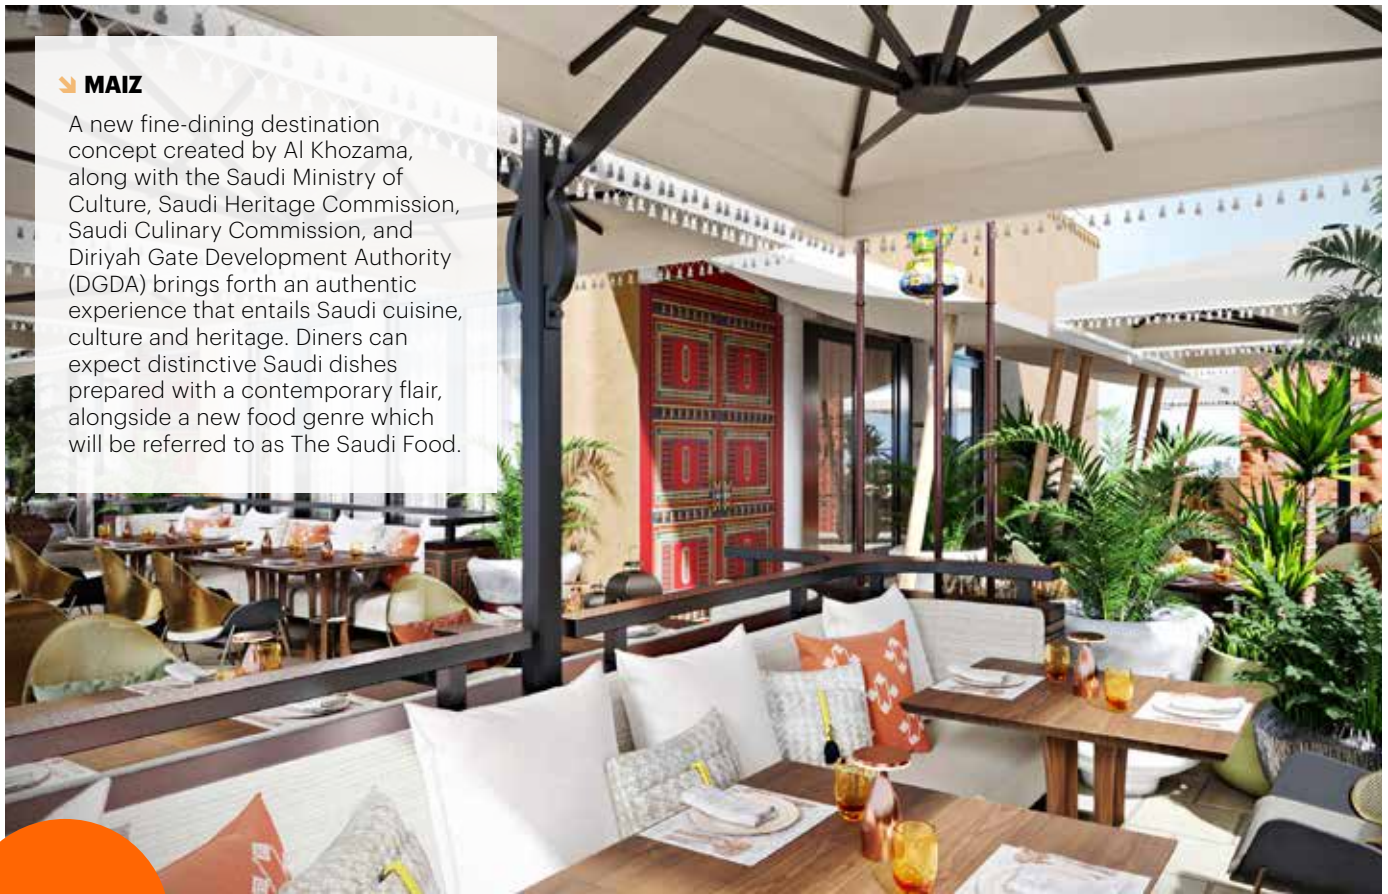 MAIZ
A new fine-dining destination
concept created by Al Khozama,
along with the Saudi Ministry of
Culture, Saudi Heritage Commission,
Saudi Culinary Commission, and
Diriyah Gate Development Authority
(DGDA) brings forth an authentic
experience that entails Saudi cuisine,
culture and heritage. Diners can
expect distinctive Saudi dishes
prepared with a contemporary flair,
alongside a new food genre which
will be referred to as The Saudi Food.